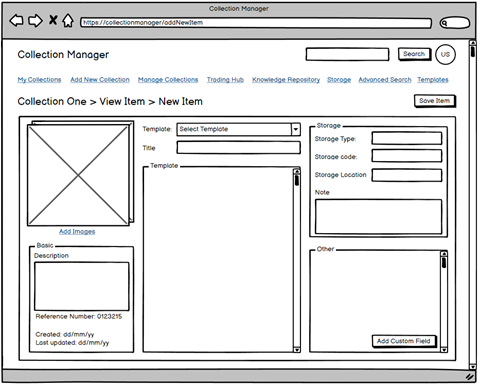 Collection Manager
https://collectionmanager/addNewItem
Collection Manager
Search
US
My Collections Add New Collection Manage Collections Trading Hub Knowledge Repository Storage Advanced Search Templates
Collection One > View Item > New Item
Save Item
Template: Select Template
Title
Template
Add Images
Basic
Description
Reference Number: 0123215
Created: dd/mm/yy
Last updated: dd/mm/yy
Storage
Storage Type:
Storage code:
Storage Location
Note
Other
Add Custom Field